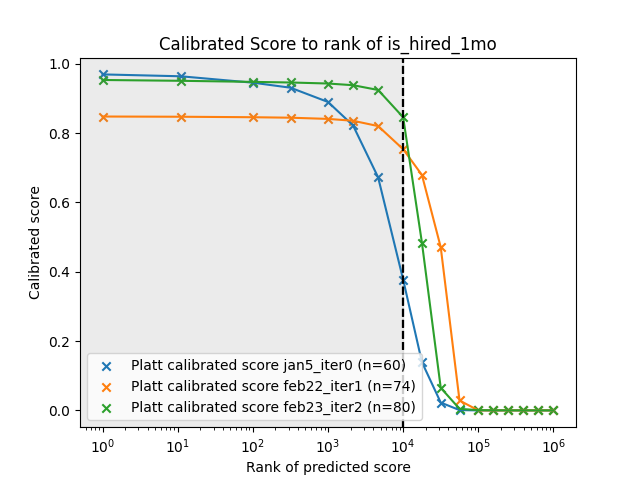 Calibrated Score to rank of is_hired_1mo
Calibrated score
1.0
0.8
0.6
0.4
0.2
0.0
Platt calibrated score jan5_iter0 (n=60)
Platt calibrated score feb22_iter1 (n=74)
Platt calibrated score feb23_iter2 (n=80)
10⁰ 10¹ 10² 10³ 10⁴ 10⁵ 10⁶
Rank of predicted score